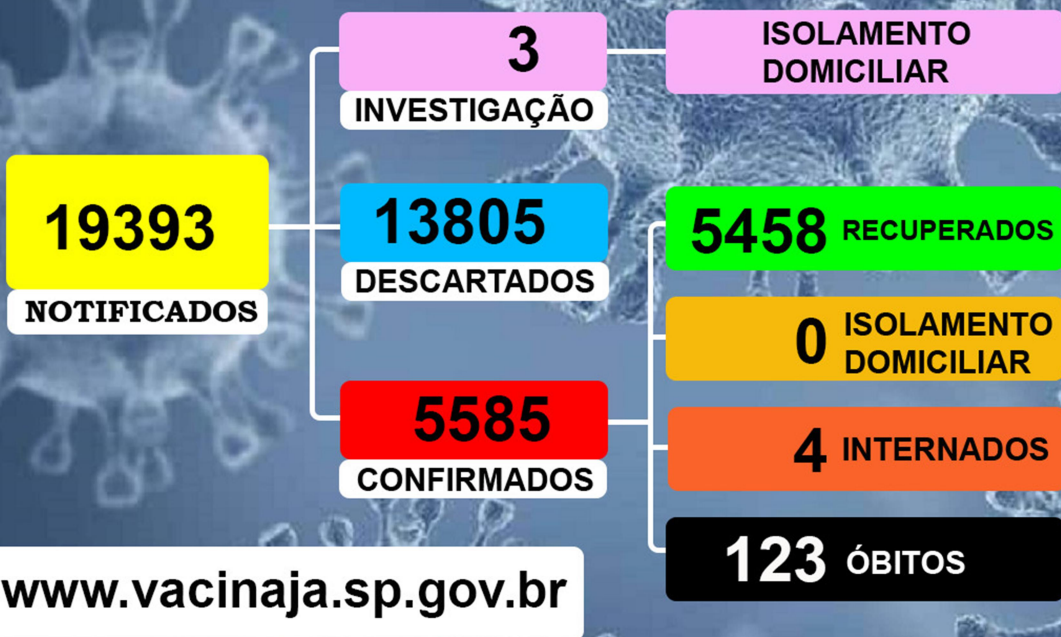 3
INVESTIGAÇÃO
ISOLAMENTO
DOMICILIAR
19393
NOTIFICADOS
13805
DESCARTADOS
5458 RECUPERADOS
0 ISOLAMENTO
DOMICILIAR
5585
CONFIRMADOS
4 INTERNADOS
123 ÓBITOS
www.vacinaja.sp.gov.br